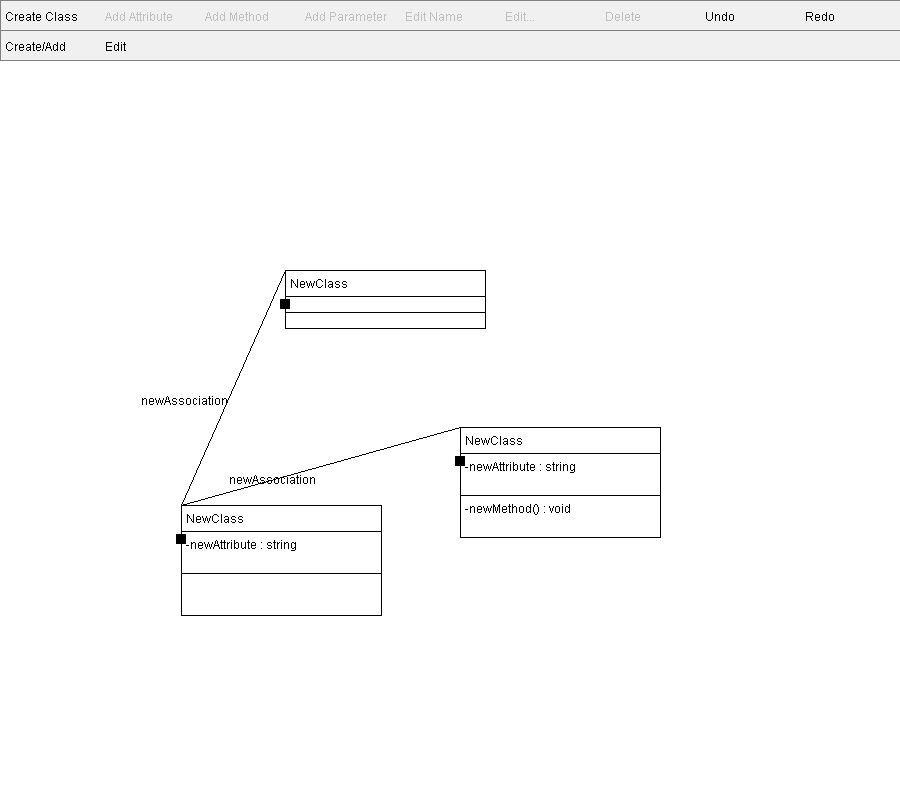 Create Class Add Attribute Add Method Add Parameter Edit Name Edit... Delete Undo Redo
Create/Add Edit
NewClass
newAssociation
NewClass
-newAttribute : string
-newMethod() : void
newAssociation
NewClass
-newAttribute : string